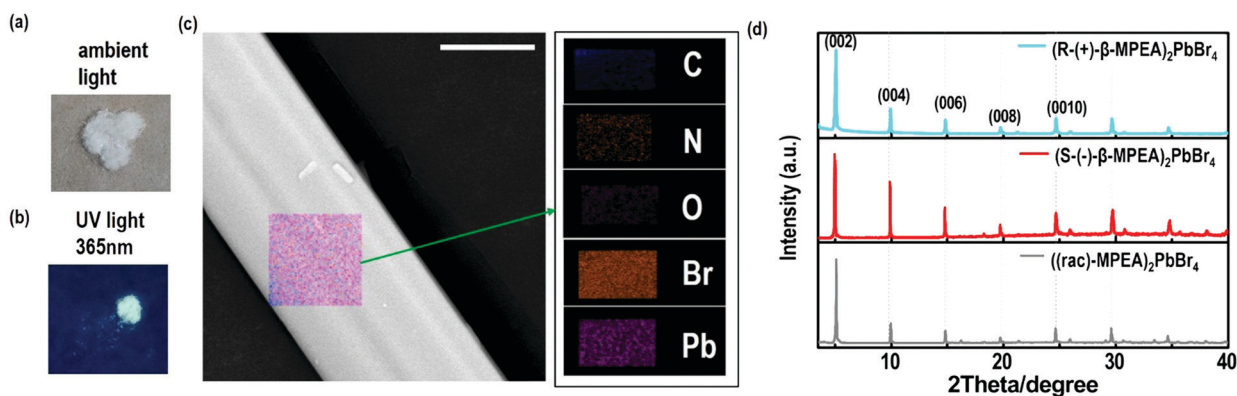 (a)
ambient
light
(b)
UV light
365nm
(c)
C
N
O
Br
Pb
(d)
Intensity (a.u.)
(002)
(004)
(006)
(008)
(0010)
(R-(+)-β-MPEA)₂PbBr₄
(S-(-)-β-MPEA)₂PbBr₄
((rac)-MPEA)₂PbBr₄
10
20
30
40
2Theta/degree